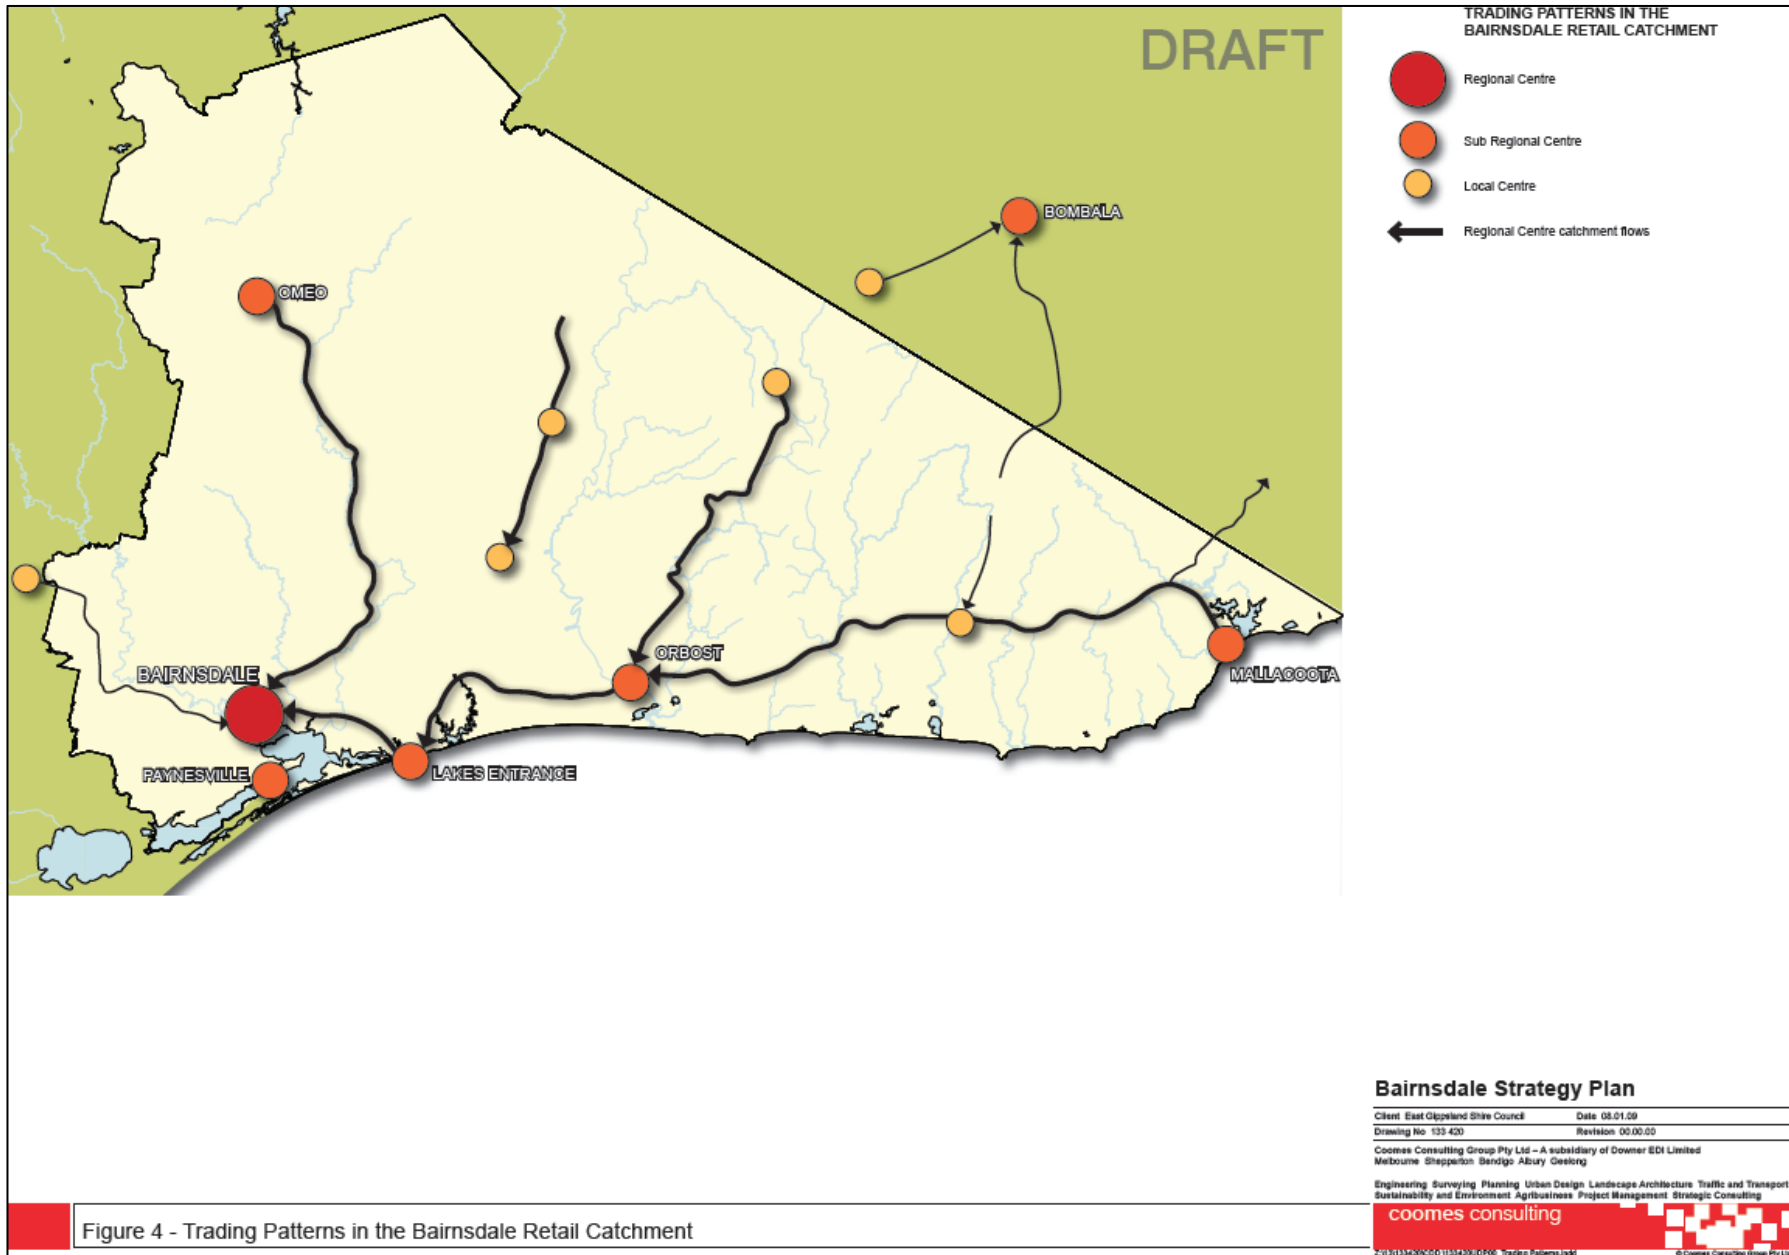 DRAFT
TRADING PATTERNS IN THE
BAIRNSDALE RETAIL CATCHMENT
Regional Centre
Sub Regional Centre
Local Centre
Regional Centre catchment flows
BOMBALA
OMEO
ORBOST
BAIRNSDALE
MALLACOOTA
PAYNESVILLE
LAKES ENTRANCE
Bairnsdale Strategy Plan
Client East Gippsland Shire Council Date 08.01.09
Drawing No 133 420 Revision 00.00.00
Coomes Consulting Group Pty Ltd – A subsidiary of Downer EDI Limited
Melbourne Shepparton Bendigo Albury Geelong
Engineering Surveying Planning Urban Design Landscape Architecture Traffic and Transport
Sustainability and Environment Agribusiness Project Management Strategic Consulting
coomes consulting
Figure 4 - Trading Patterns in the Bairnsdale Retail Catchment